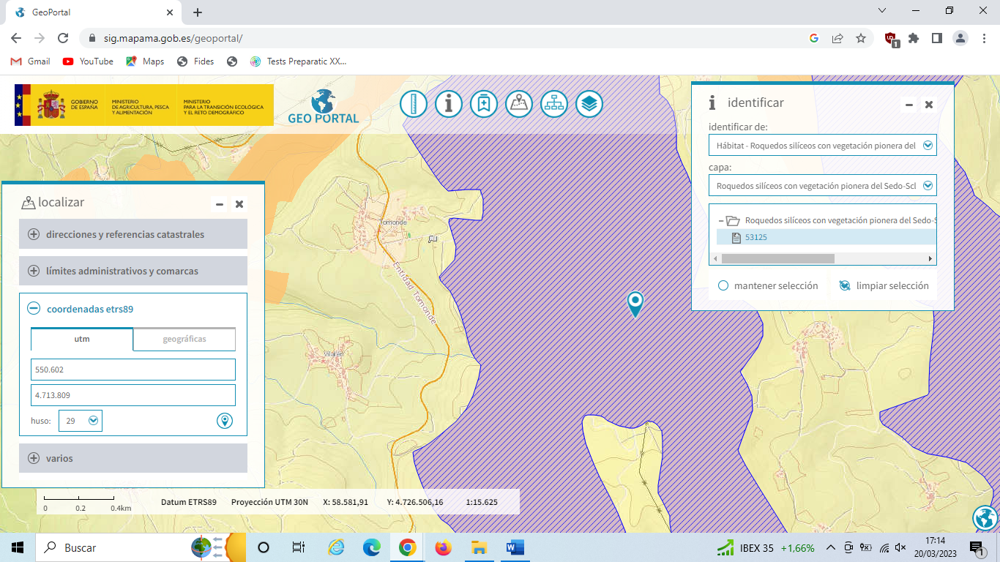 GeoPortal
sig.mapama.gob.es/geoportal/
1
Gmail
YouTube
Maps
Fides
Tests Preparatic XX...
GOBIERNO
DE ESPAÑA
MINISTERIO
DE AGRICULTURA, PESCA
Y ALIMENTACIÓN
MINISTERIO
PARA LA TRANSICIÓN ECOLÓGICA
Y EL RETO DEMOGRÁFICO
GEO PORTAL
identificar
identificar de:
Hábitat - Roquedos silíceos con vegetación pionera del
capa:
Roquedos silíceos con vegetación pionera del Sedo-Scl
Roquedos silíceos con vegetación pionera del Sedo-S
53125
mantener selección
limpiar selección
localizar
direcciones y referencias catastrales
límites administrativos y comarcas
coordenadas etrs89
utm
geográficas
550.602
4.713.809
huso:
29
varios
Tomonde
Entidad Tomonde
Vilalén
0
0.2
0.4km
Datum ETRS89
Proyección UTM 30N
X: 58.581,91
Y: 4.726.506,16
1:15.625
Buscar
IBEX 35
+1,66%
17:14
20/03/2023
1